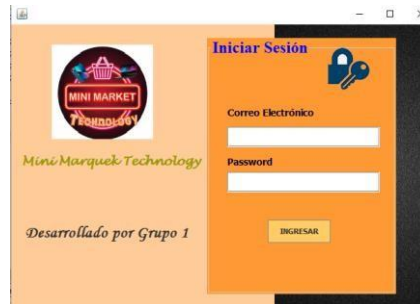 MINI MARKET
TECHNOLOGY
Mini Marquek Technology
Desarrollado por Grupo 1
Iniciar Sesión
Correo Electrónico
Password
INGRESAR